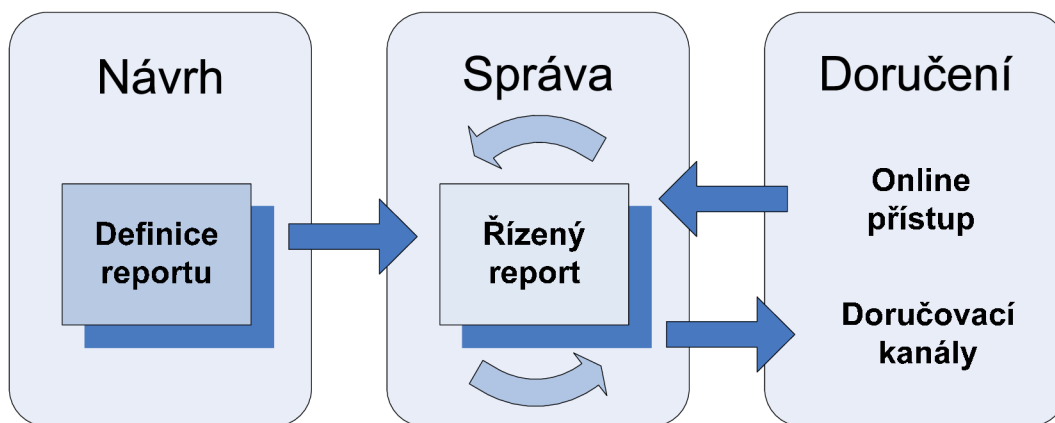 Návrh
Definice
reportu
Správa
Řízený
report
Doručení
Online
přístup
Doručovací
kanály